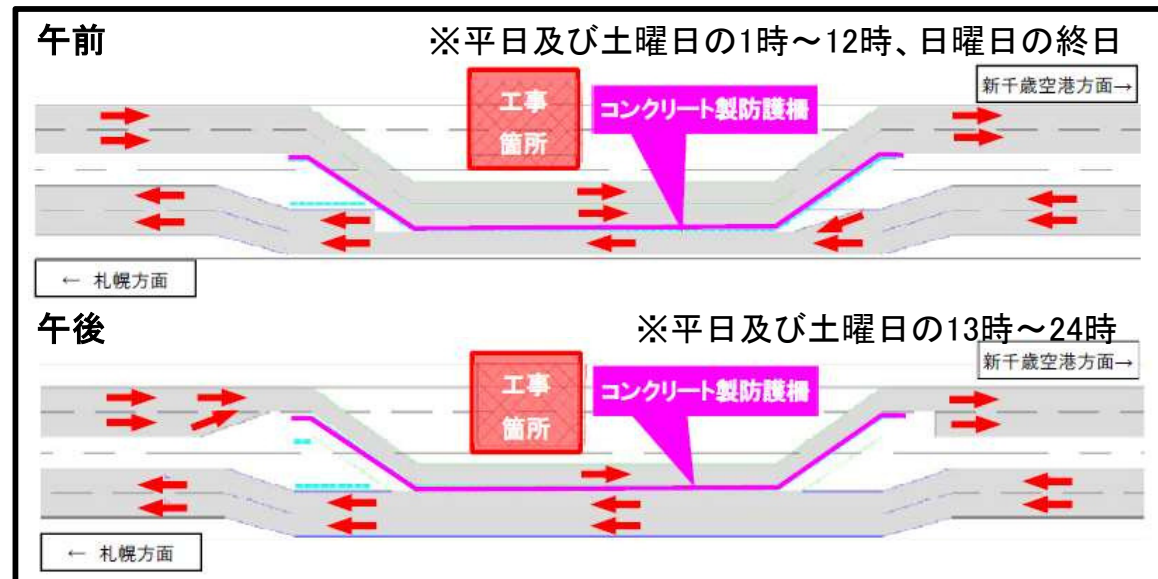 午前
※平日及び土曜日の1時～12時、日曜日の終日
新千歳空港方面→
工事
箇所
コンクリート製防護柵
← 札幌方面
午後
※平日及び土曜日の13時～24時
新千歳空港方面→
工事
箇所
コンクリート製防護柵
← 札幌方面